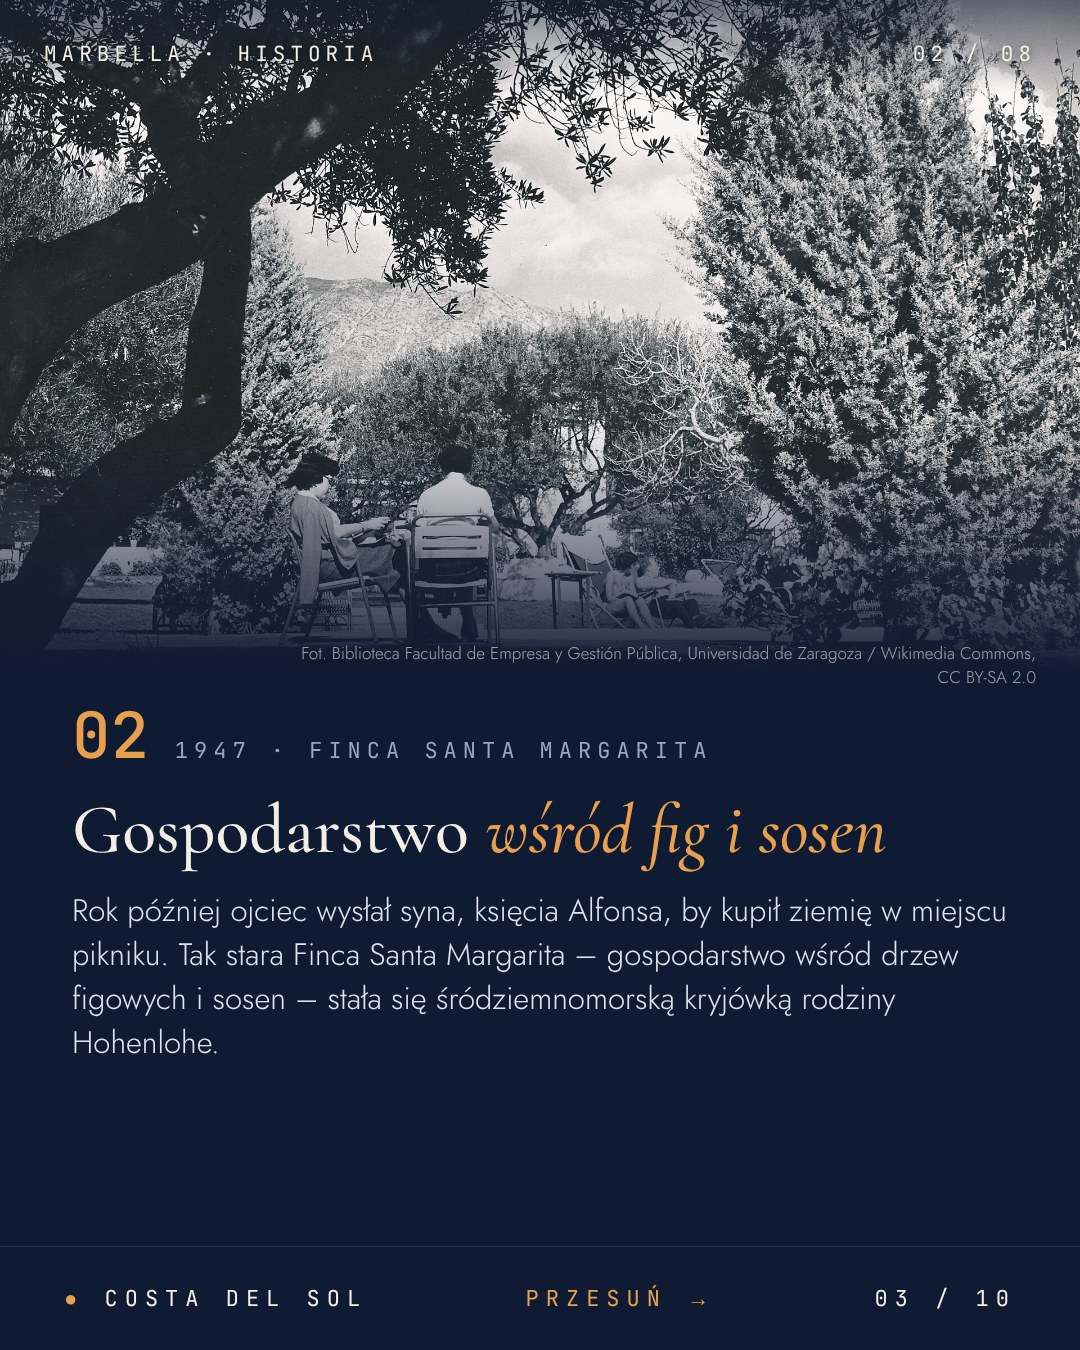 MARBELLA · HISTORIA
02 / 08
Fot. Biblioteca Facultad de Empresa y Gestión Pública, Universidad de Zaragoza / Wikimedia Commons,
CC BY-SA 2.0
02 1947 · FINCA SANTA MARGARITA
Gospodarstwo wśród fig i sosen
Rok później ojciec wysłał syna, księcia Alfonsa, by kupił ziemię w miejscu
pikniku. Tak stara Finca Santa Margarita – gospodarstwo wśród drzew
figowych i sosen – stała się śródziemnomorską kryjówką rodziny
Hohenlohe.
• COSTA DEL SOL
PRZESUŃ →
03 / 10